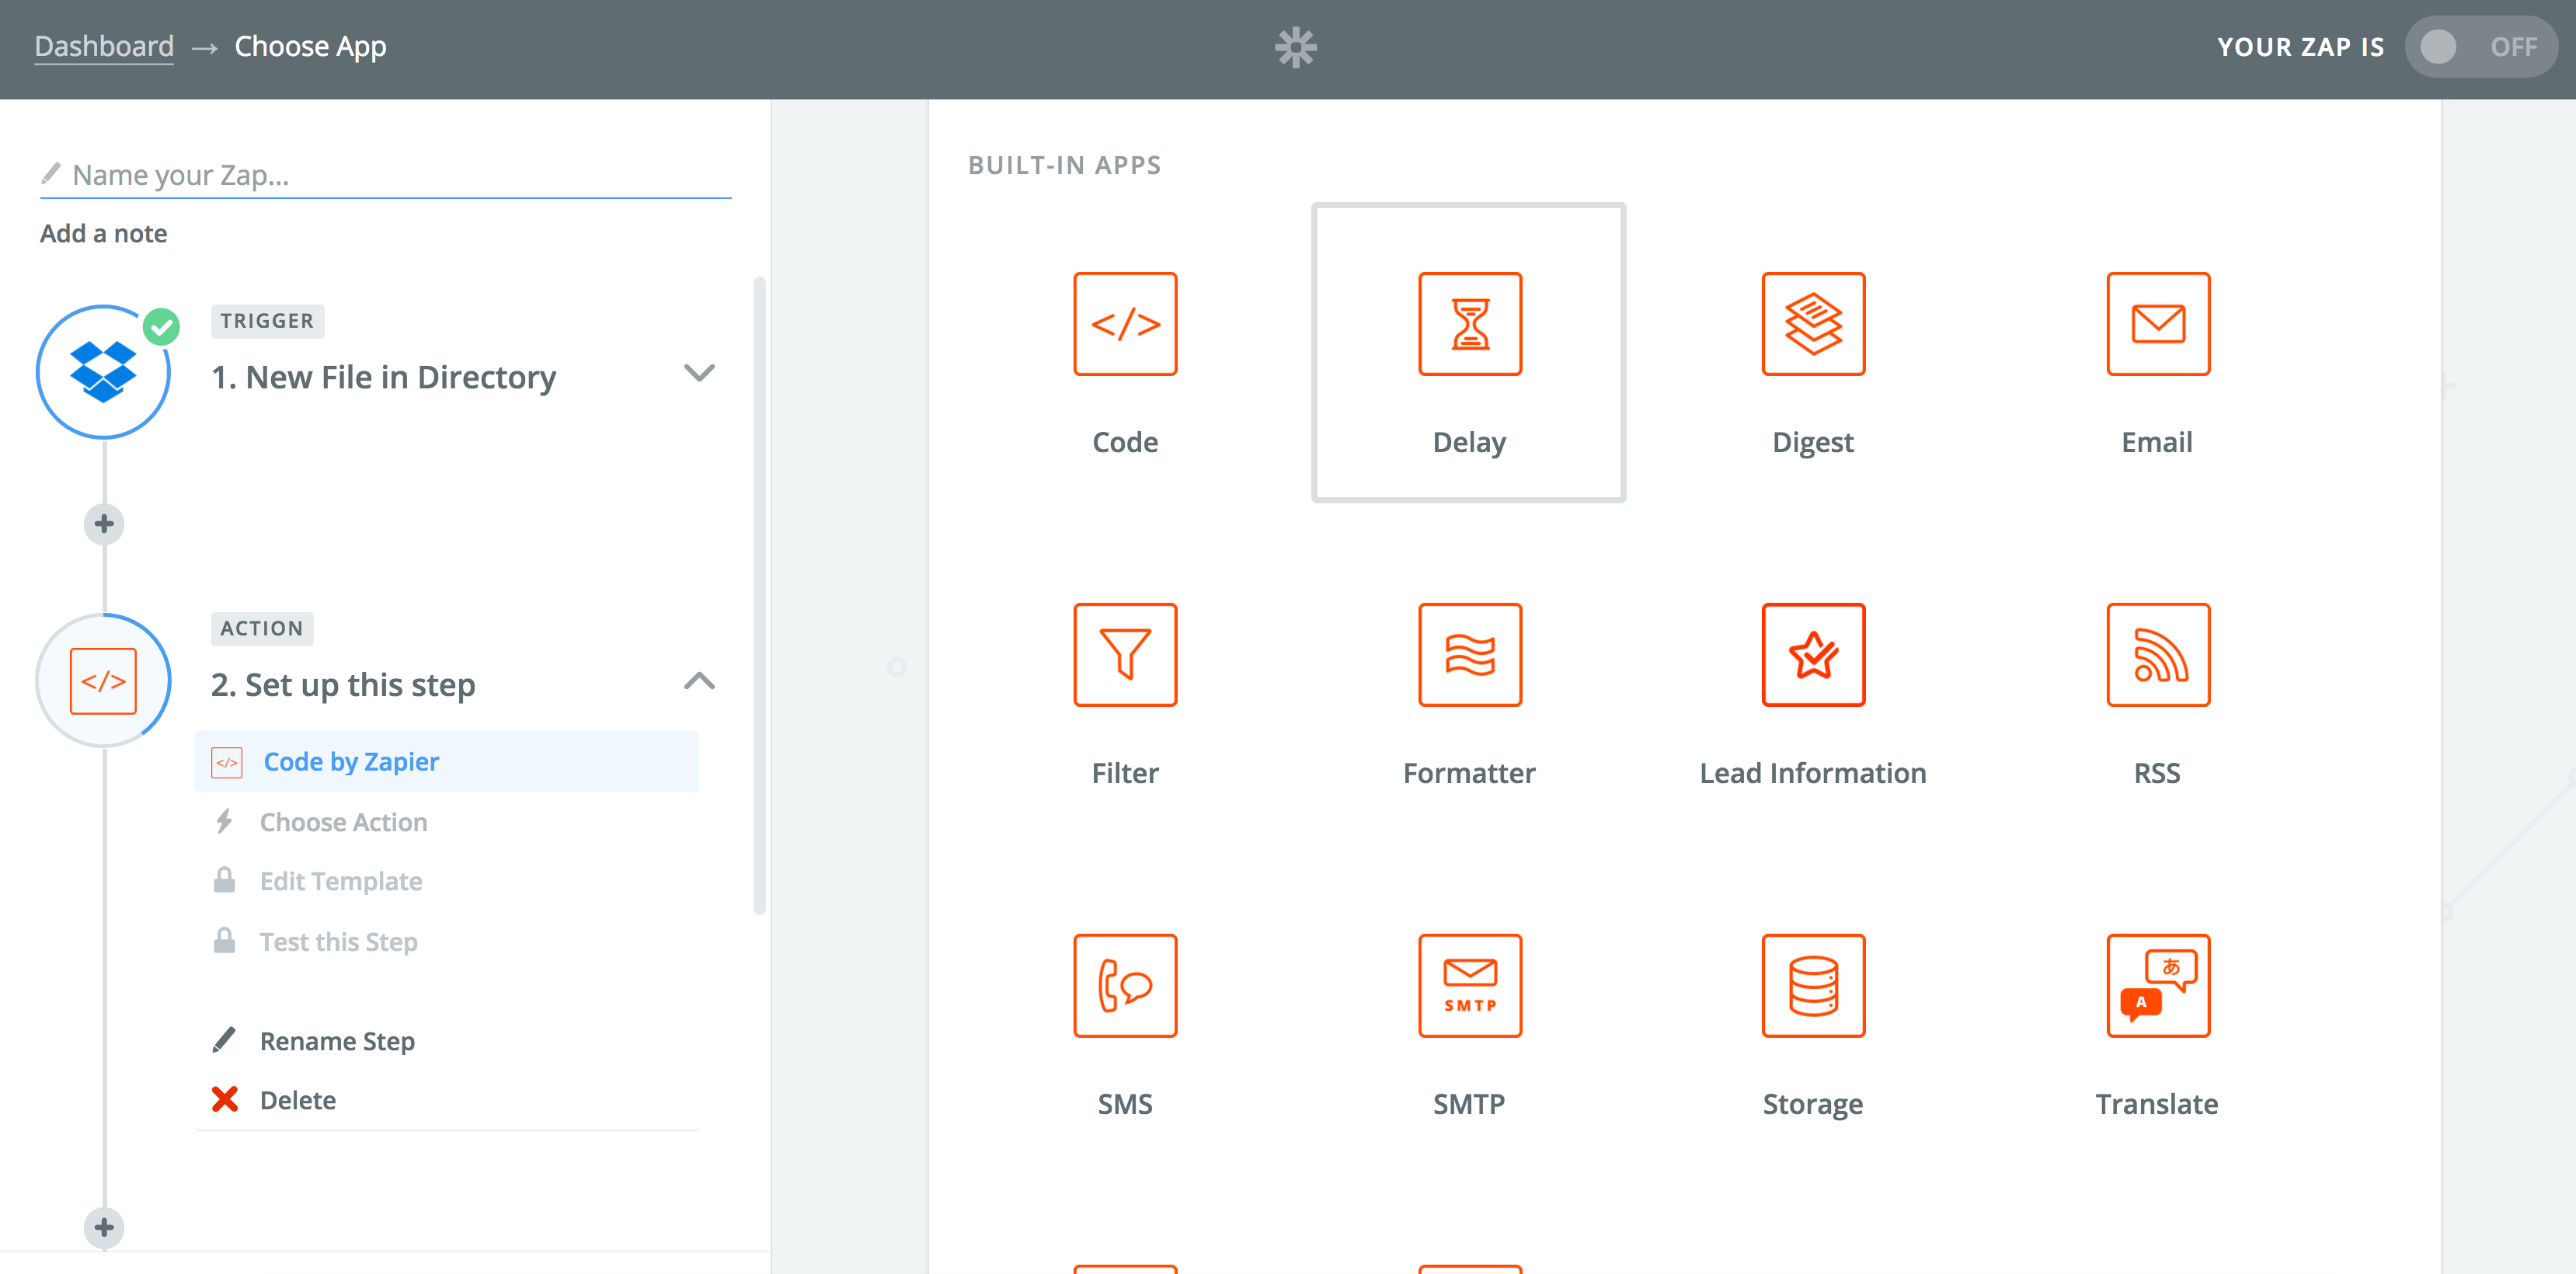 Dashboard → Choose App
YOUR ZAP IS OFF
Name your Zap...
Add a note
TRIGGER
1. New File in Directory
ACTION
2. Set up this step
</>
</> Code by Zapier
Choose Action
Edit Template
Test this Step
Rename Step
Delete
BUILT-IN APPS
</>
Code Delay Digest Email
Filter Formatter Lead Information RSS
SMTP
あ
A
SMS SMTP Storage Translate